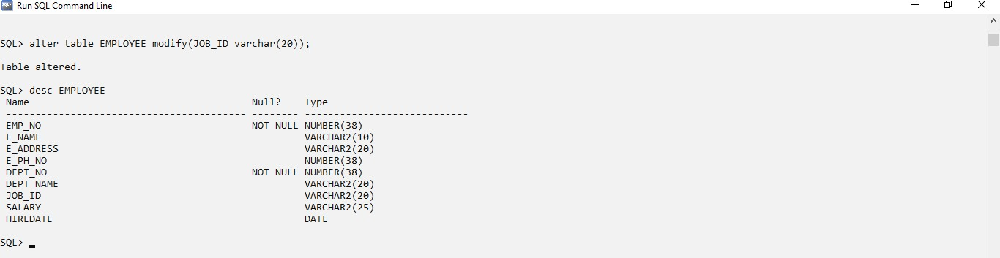 Run SQL Command Line
SQL> alter table EMPLOYEE modify(JOB_ID varchar(20));
Table altered.
SQL> desc EMPLOYEE
Name                                      Null?    Type
----------------------------------------- -------- ----------------------------
EMP_NO                                    NOT NULL NUMBER(38)
E_NAME                                             VARCHAR2(10)
E_ADDRESS                                          VARCHAR2(20)
E_PH_NO                                            NUMBER(38)
DEPT_NO                                   NOT NULL NUMBER(38)
DEPT_NAME                                          VARCHAR2(20)
JOB_ID                                             VARCHAR2(20)
SALARY                                             VARCHAR2(25)
HIREDATE                                           DATE
SQL>